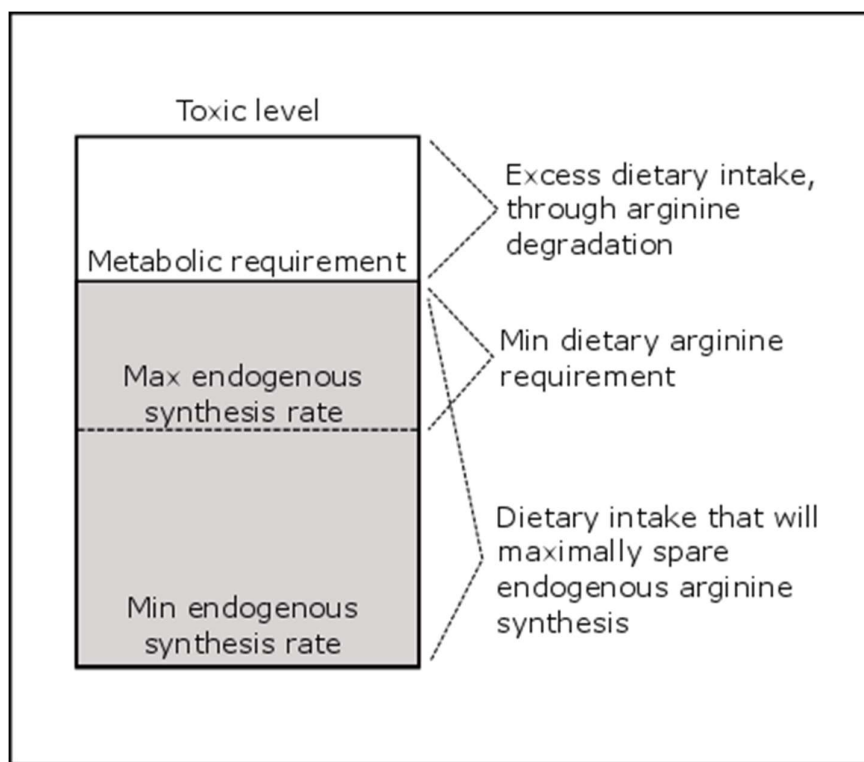 Toxic level
Excess dietary intake,
through arginine
degradation
Metabolic requirement
Min dietary arginine
requirement
Max endogenous
synthesis rate
Dietary intake that will
maximally spare
endogenous arginine
synthesis
Min endogenous
synthesis rate